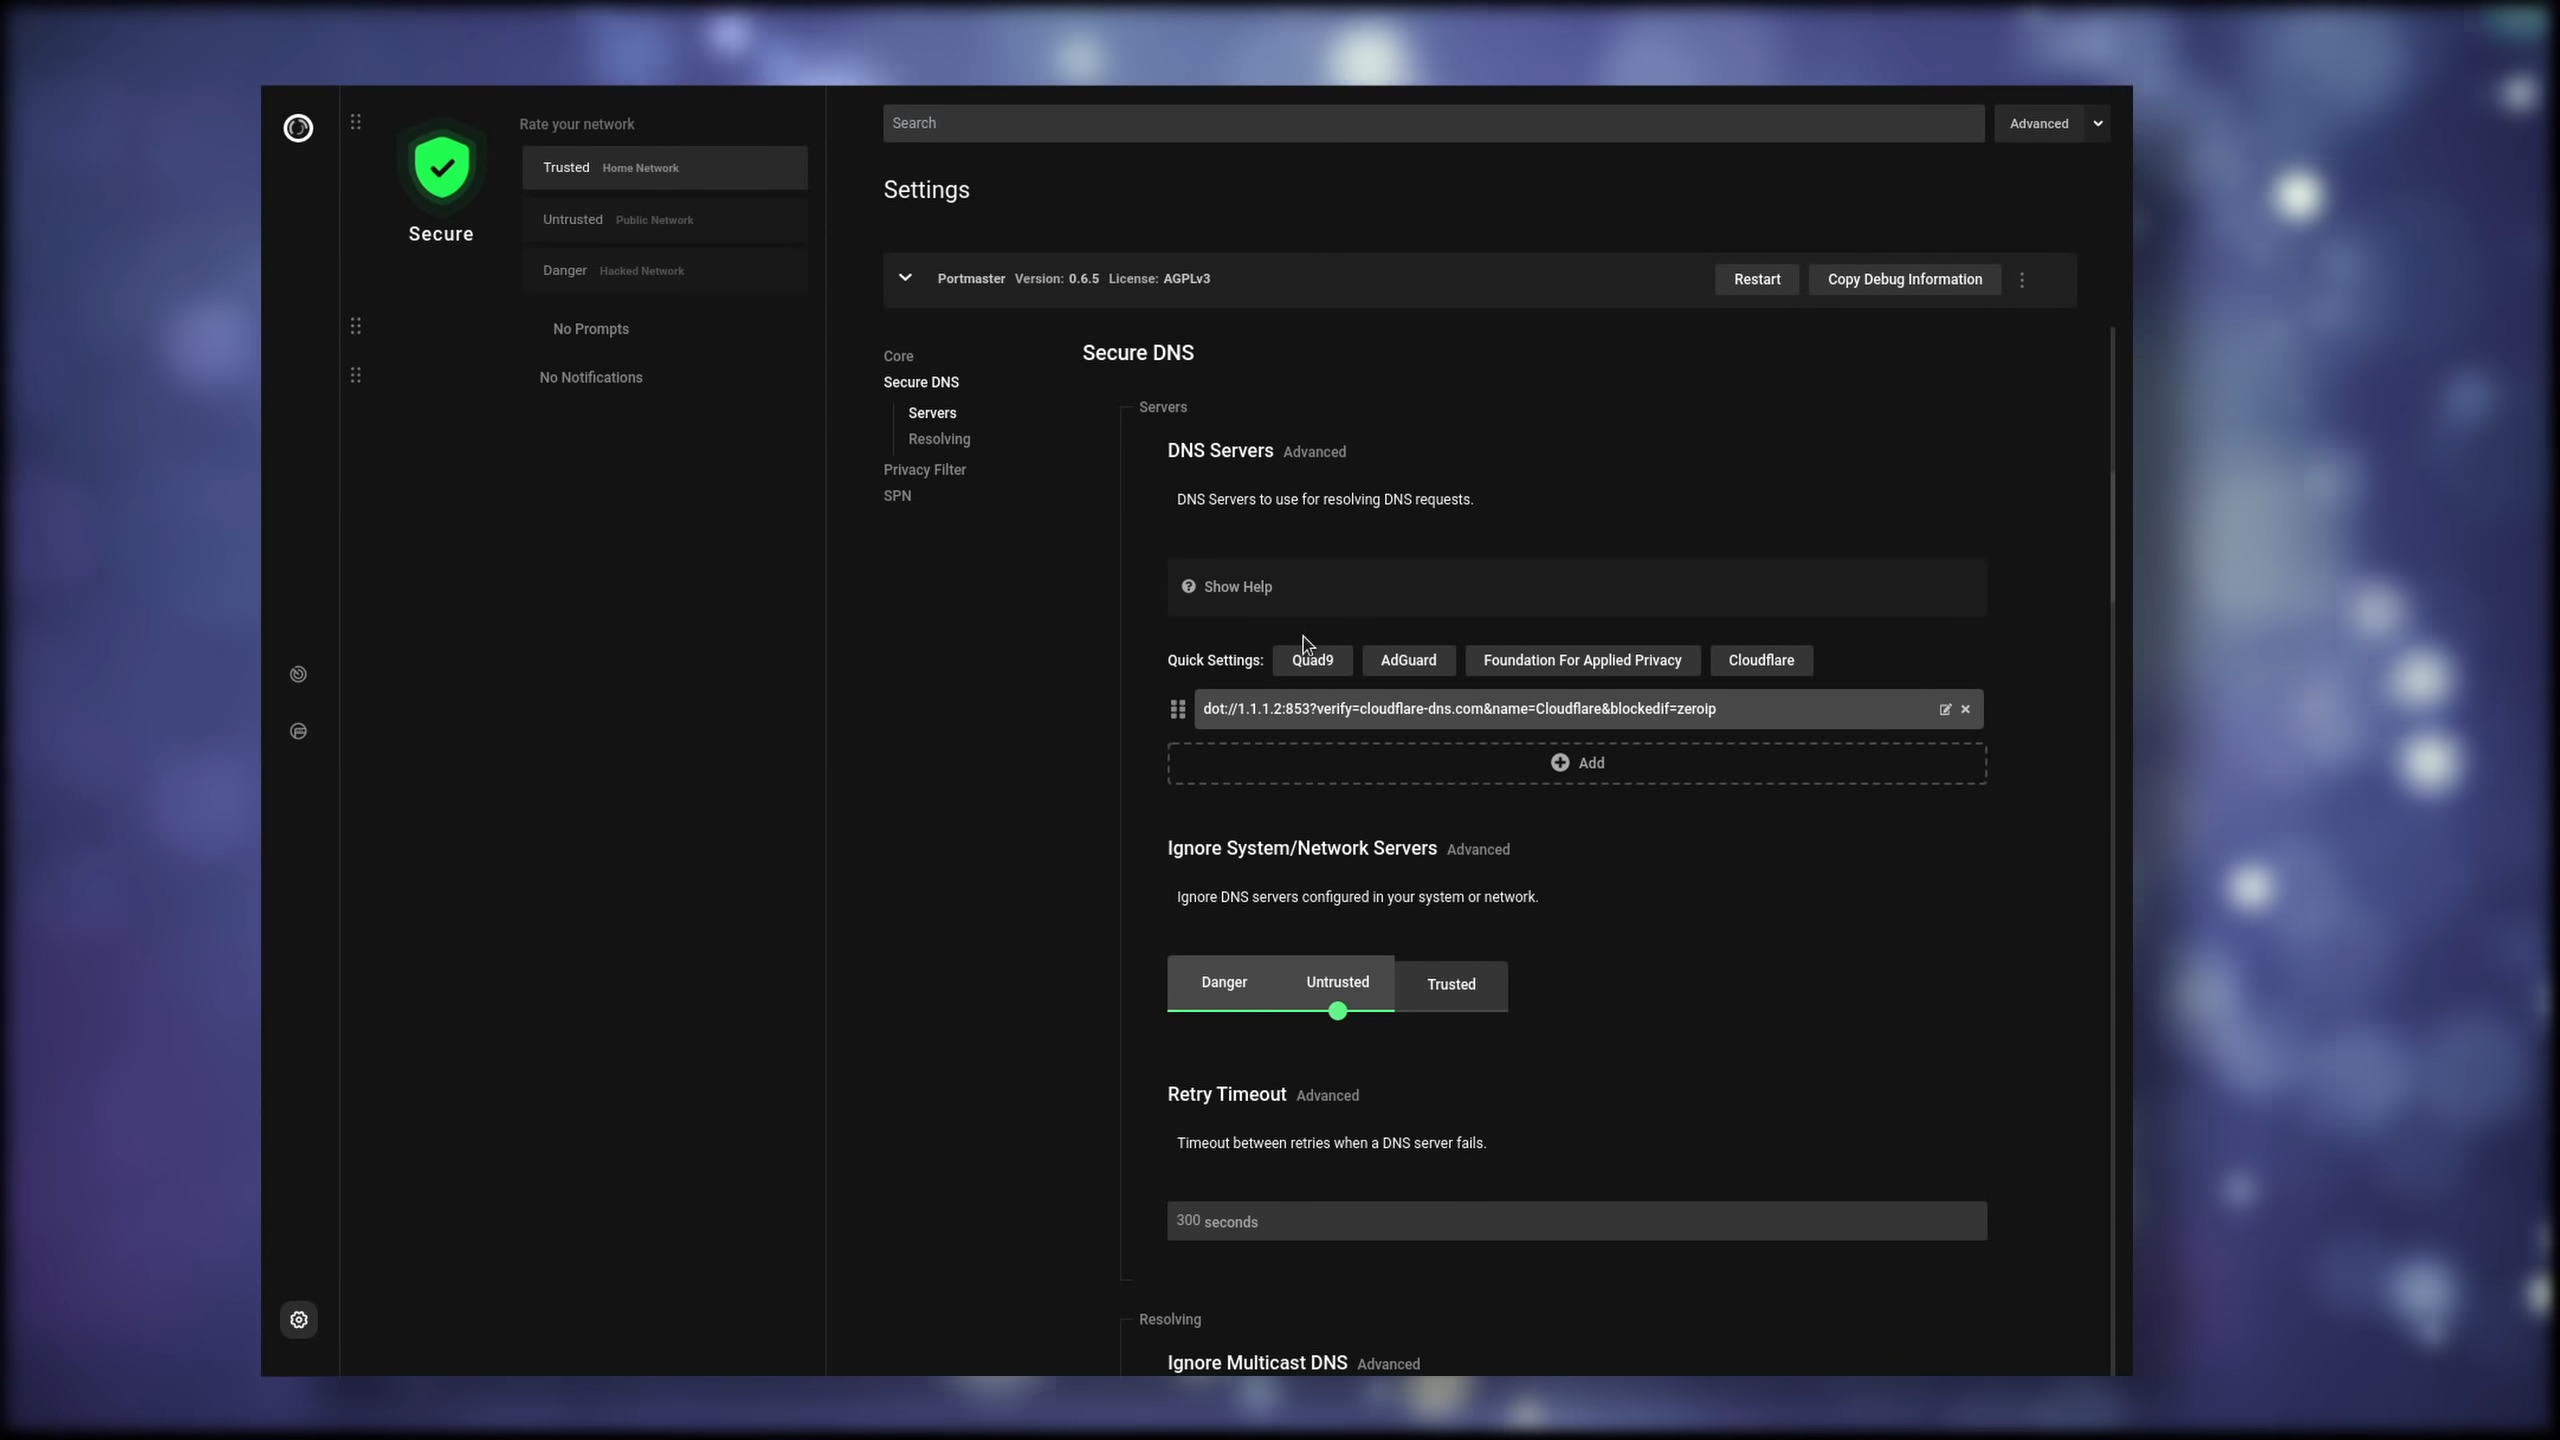 Rate your network
Trusted Home Network
Untrusted Public Network
Danger Hacked Network
Secure
No Prompts
No Notifications
Search
Advanced
Settings
Portmaster Version: 0.6.5 License: AGPLv3
Restart
Copy Debug Information
Core
Secure DNS
Servers
Resolving
Privacy Filter
SPN
Secure DNS
Servers
DNS Servers Advanced
DNS Servers to use for resolving DNS requests.
Show Help
Quick Settings: Quad9 AdGuard Foundation For Applied Privacy Cloudflare
dot://1.1.1.2:853?verify=cloudflare-dns.com&name=Cloudflare&blockedif=zeroip
Add
Ignore System/Network Servers Advanced
Ignore DNS servers configured in your system or network.
Danger Untrusted Trusted
Retry Timeout Advanced
Timeout between retries when a DNS server fails.
300 seconds
Resolving
Ignore Multicast DNS Advanced